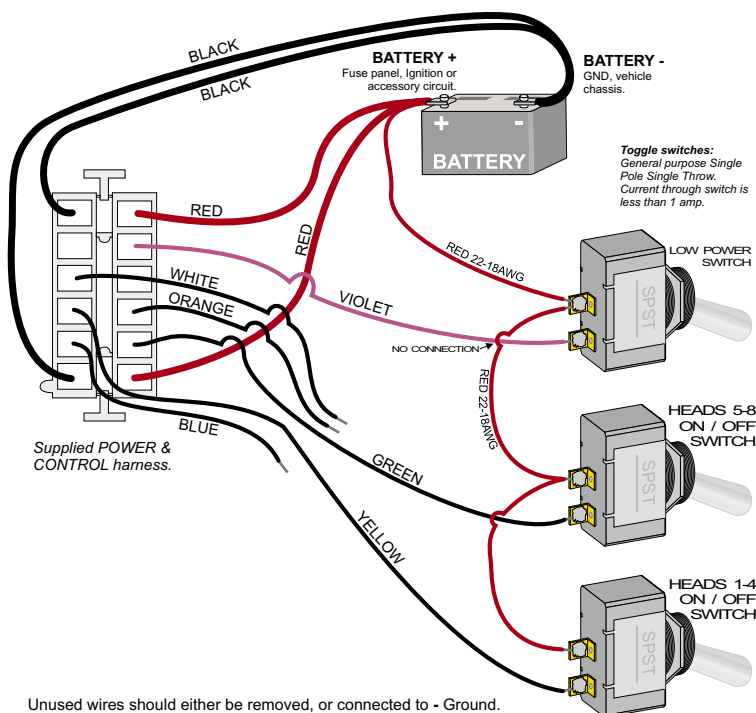 BLACK
BLACK
BATTERY +
Fuse panel, Ignition or
accessory circuit.
BATTERY -
GND, vehicle
chassis.
+ -
BATTERY
Toggle switches:
General purpose Single
Pole Single Throw.
Current through switch is
less than 1 amp.
RED
RED
RED 22-18AWG
LOW POWER
SWITCH
SPST
WHITE
ORANGE
VIOLET
NO CONNECTION
RED 22-18AWG
BLUE
Supplied POWER &
CONTROL harness.
HEADS 5-8
ON / OFF
SWITCH
SPST
GREEN
YELLOW
HEADS 1-4
ON / OFF
SWITCH
SPST
Unused wires should either be removed, or connected to - Ground.